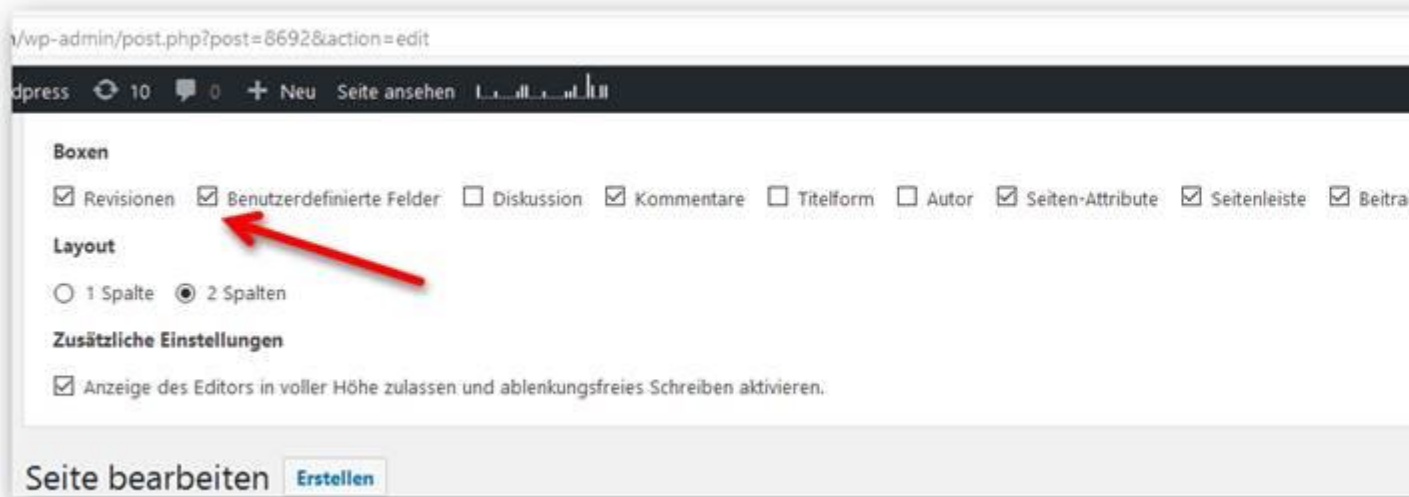 /wp-admin/post.php?post=8692&action=edit
dpress 10 0 + Neu Seite ansehen
Boxen
Revisionen Benutzerdefinierte Felder Diskussion Kommentare Titelform Autor Seiten-Attribute Seitenleiste Beitra
Layout
1 Spalte 2 Spalten
Zusätzliche Einstellungen
Anzeige des Editors in voller Höhe zulassen und ablenkungsfreies Schreiben aktivieren.
Seite bearbeiten Erstellen